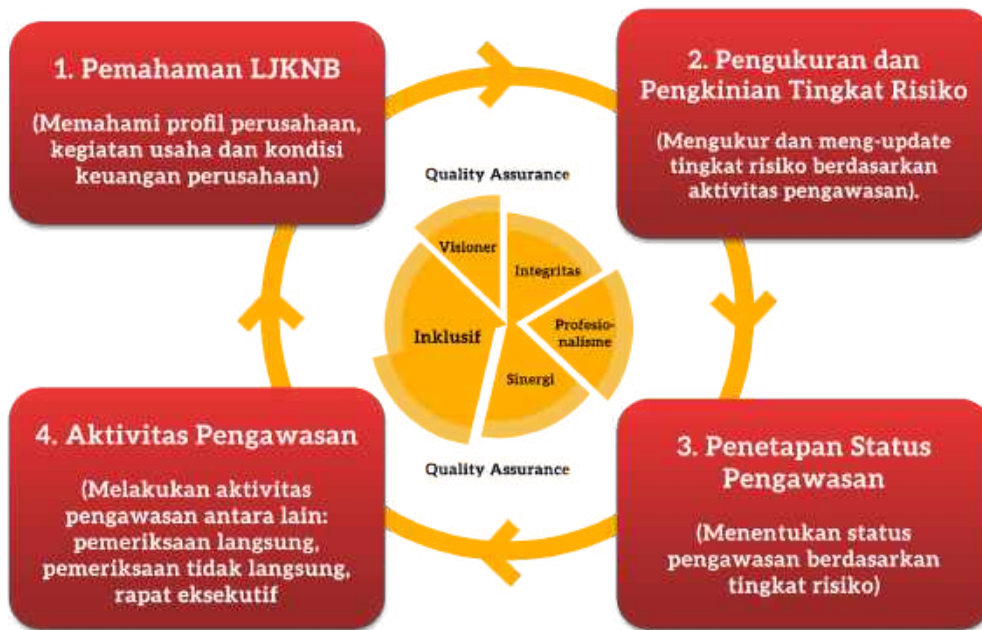 1. Pemahaman LJKNB
(Memahami profil perusahaan,
kegiatan usaha dan kondisi
keuangan perusahaan)
2. Pengukuran dan
Pengkinian Tingkat Risiko
(Mengukur dan meng-update
tingkat risiko berdasarkan
aktivitas pengawasan).
Quality Assurance
Visioner
Integritas
Inklusif
Profesio-
nalisme
Sinergi
Quality Assurance
4. Aktivitas Pengawasan
(Melakukan aktivitas
pengawasan antara lain:
pemeriksaan langsung,
pemeriksaan tidak langsung,
rapat eksekutif
3. Penetapan Status
Pengawasan
(Menentukan status
pengawasan berdasarkan
tingkat risiko)